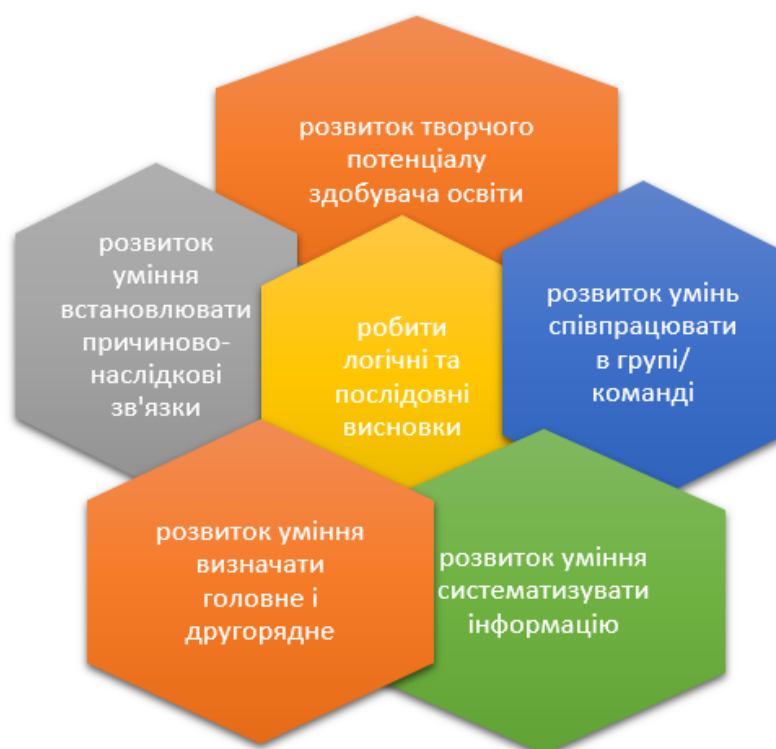 розвиток творчого
потенціалу
здобувача освіти
розвиток
уміння
встановлювати
причиново-
наслідкові
зв'язки
робити
логічні та
послідовні
висновки
розвиток умінь
співпрацювати
в групі/
команді
розвиток уміння
визначати
головне і
другорядне
розвиток уміння
систематизувати
інформацію